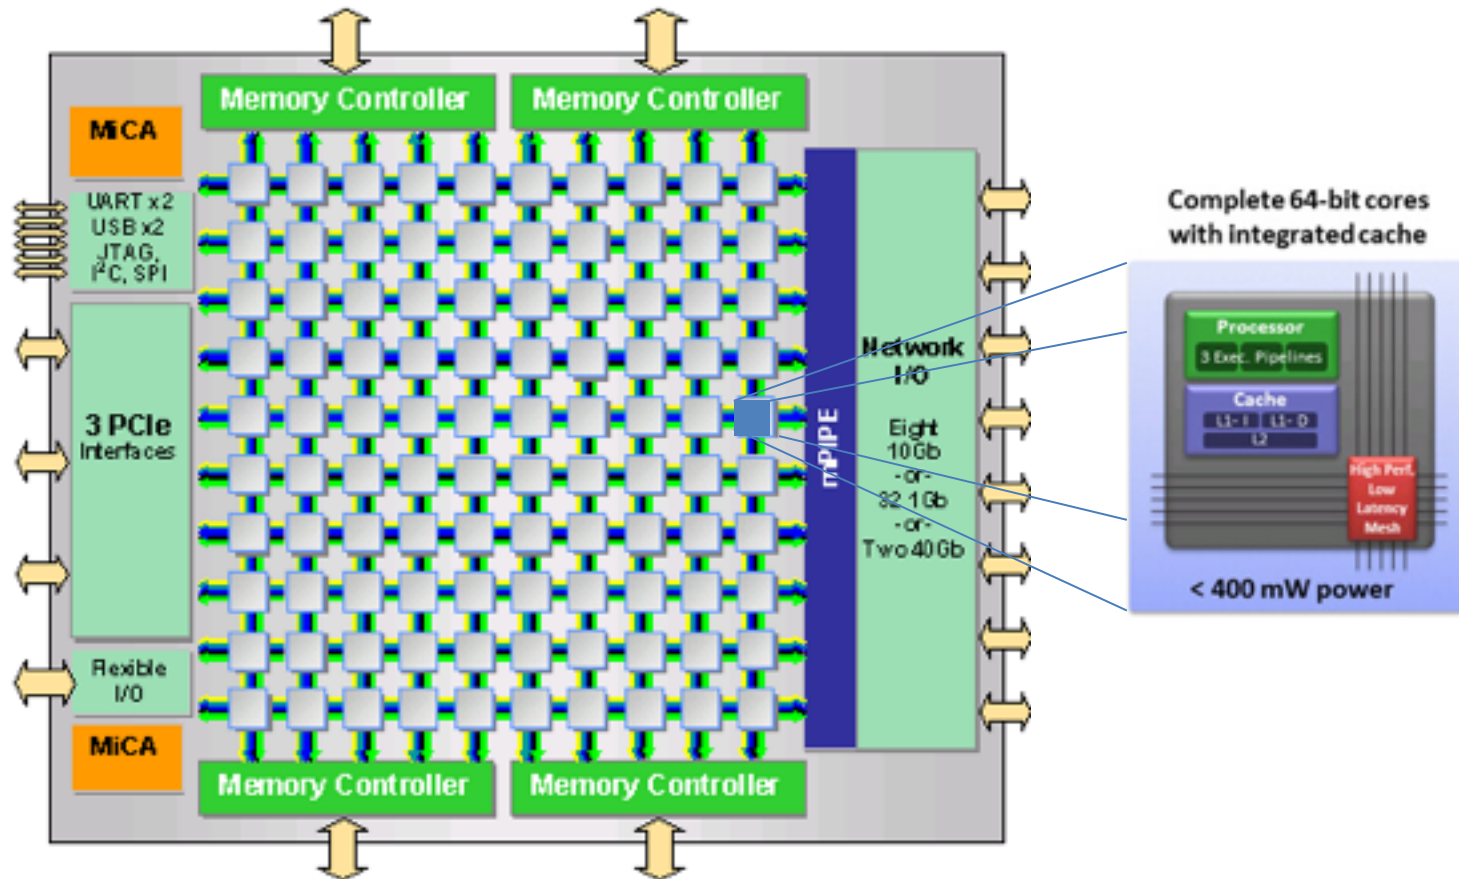 Memory Controller
Memory Controller
MiCA
UART x2
USB x2
JTAG,
I²C, SPI
3 PCIe
Interfaces
Flexible
I/O
MiCA
mPIPE
Network
I/O
Eight
10Gb
-or-
32 1Gb
-or-
Two 40Gb
Memory Controller
Memory Controller
Complete 64-bit cores
with integrated cache
Processor
3 Exec. Pipelines
Cache
L1- I L1- D
L2
High Perf.
Low
Latency
Mesh
< 400 mW power